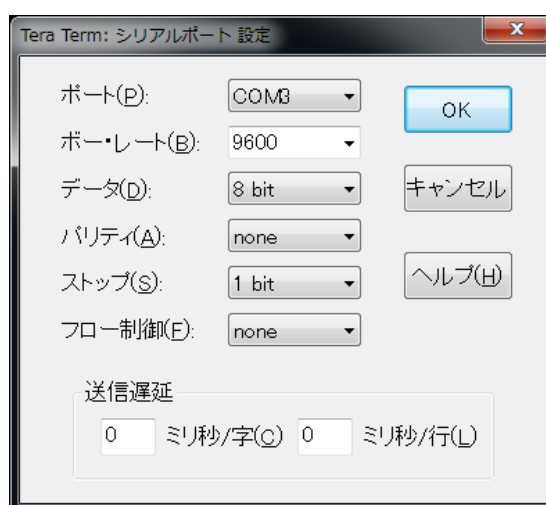 Tera Term: シリアルポート 設定
ポート(P): COM3
OK
ボー・レート(B): 9600
データ(D): 8 bit
キャンセル
パリティ(A): none
ストップ(S): 1 bit
ヘルプ(H)
フロー制御(F): none
送信遅延
0 ミリ秒/字(C) 0 ミリ秒/行(L)